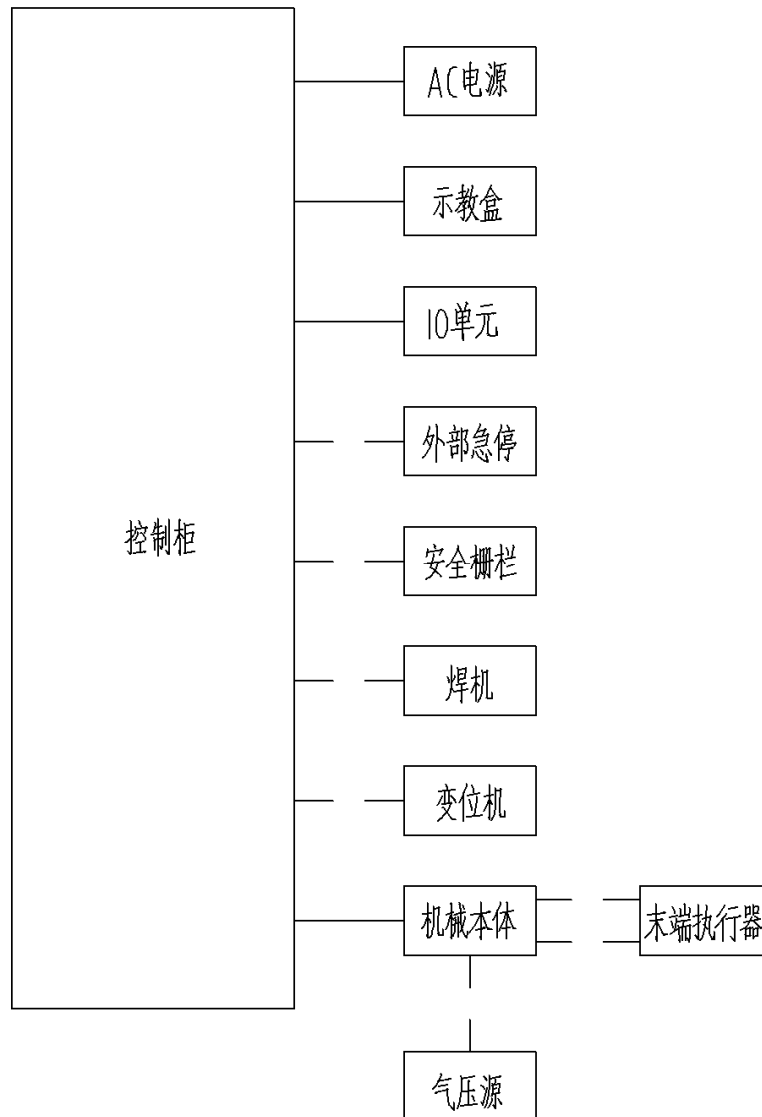 AC电源
示教盒
IO单元
外部急停
控制柜
安全栅栏
焊机
变位机
机械本体
末端执行器
气压源